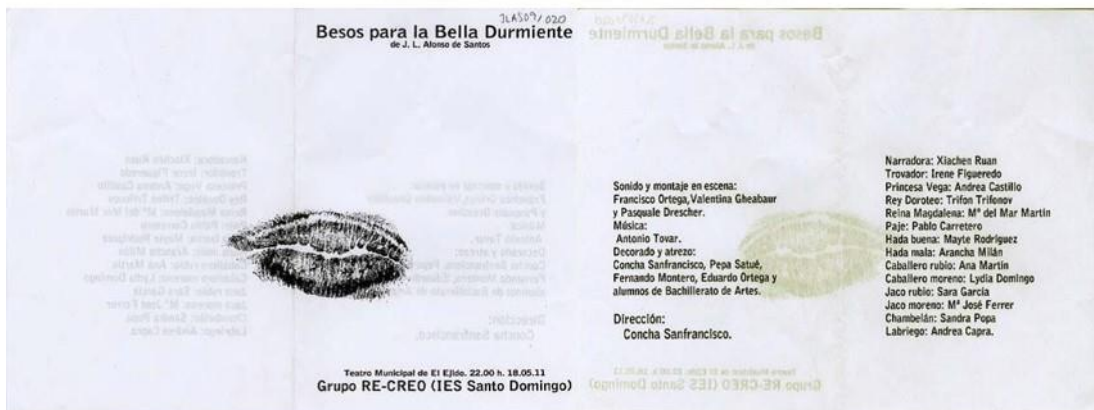 JLAS09/020
Besos para la Bella Durmiente
de J. L. Alonso de Santos
Teatro Municipal de El Ejido. 22.00 h. 18.05.11
Grupo RE-CREO (IES Santo Domingo)
Sonido y montaje en escena:
Francisco Ortega,Valentina Gheabaur
y Pasquale Drescher.
Música:
Antonio Tovar.
Decorado y atrezo:
Concha Sanfrancisco, Pepa Satué,
Fernando Montero, Eduardo Ortega y
alumnos de Bachillerato de Artes.
Dirección:
Concha Sanfrancisco.
Narradora: Xiachen Ruan
Trovador: Irene Figueredo
Princesa Vega: Andrea Castillo
Rey Doroteo: Trifon Trifonov
Reina Magdalena: Mª del Mar Martin
Paje: Pablo Carretero
Hada buena: Mayte Rodríguez
Hada mala: Arancha Milán
Caballero rubio: Ana Martín
Caballero moreno: Lydia Domingo
Jaco rubio: Sara García
Jaco moreno: Mª José Ferrer
Chambelán: Sandra Popa
Labriego: Andrea Capra.